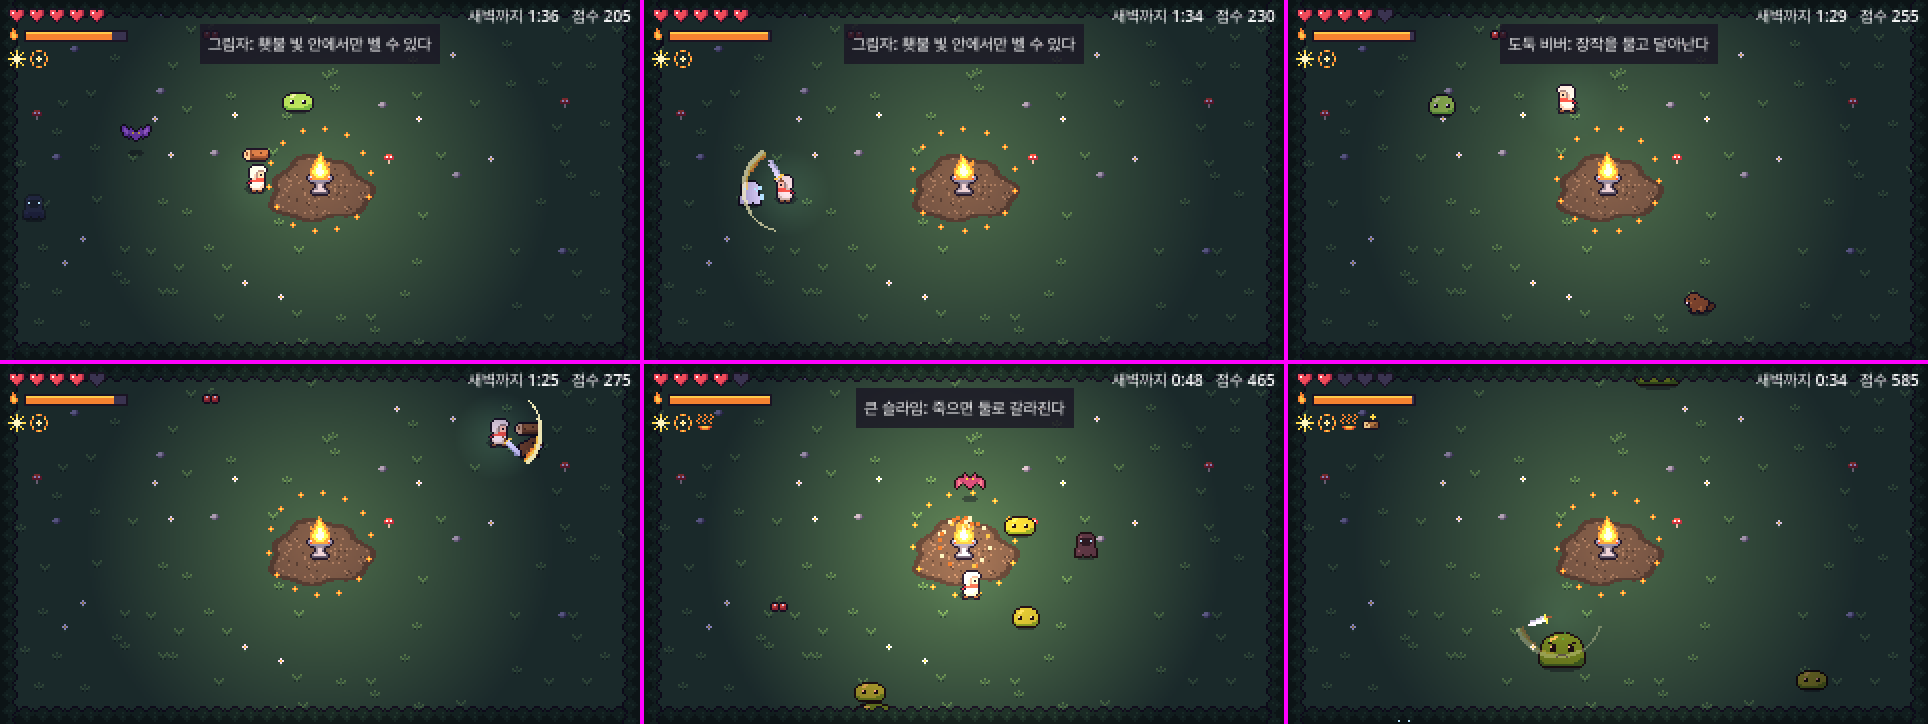 새벽까지 1:36 점수 205
그림자: 횃불 빛 안에서만 벨 수 있다
새벽까지 1:34 점수 230
그림자: 횃불 빛 안에서만 벨 수 있다
새벽까지 1:29 점수 255
도둑 비버: 장작을 물고 달아난다
새벽까지 1:25 점수 275
새벽까지 0:48 점수 465
큰 슬라임: 죽으면 둘로 갈라진다
새벽까지 0:34 점수 585